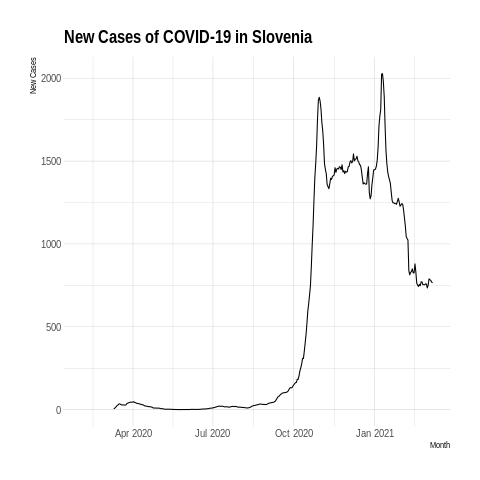 New Cases of COVID-19 in Slovenia
New Cases
2000
1500
1000
500
0
Apr 2020
Jul 2020
Oct 2020
Jan 2021
Month